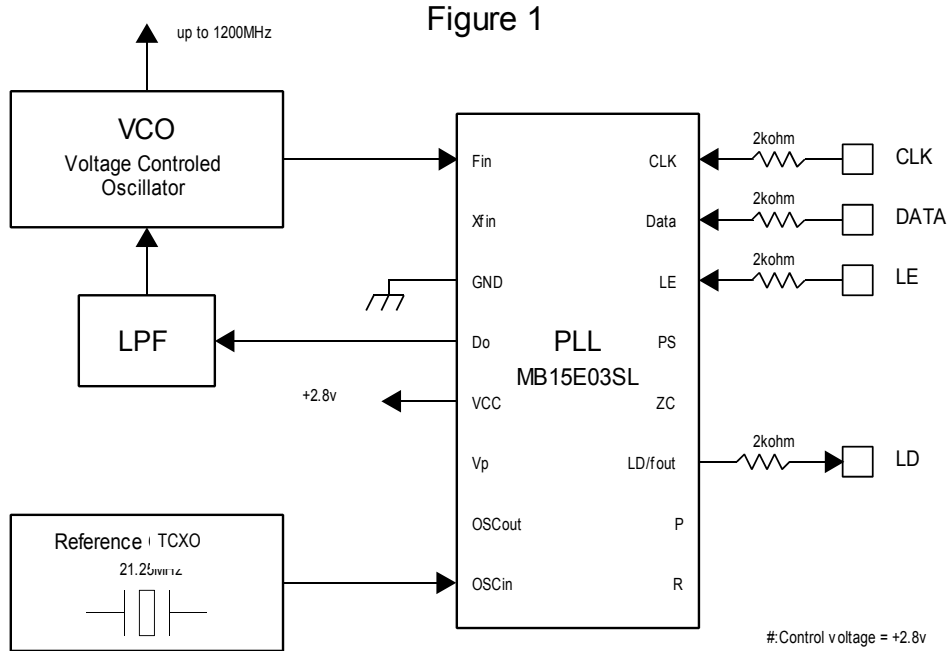 Figure 1
up to 1200MHz
VCO
Voltage Controled
Oscillator
LPF
+2.8v
Reference TCXO
Fin
Xfin
GND
Do
VCC
Vp
OSCout
OSCin
PLL
MB15E03SL
CLK
Data
LE
PS
ZC
LD/fout
P
R
2kohm
CLK
2kohm
DATA
2kohm
LE
2kohm
LD
#:Control voltage = +2.8v